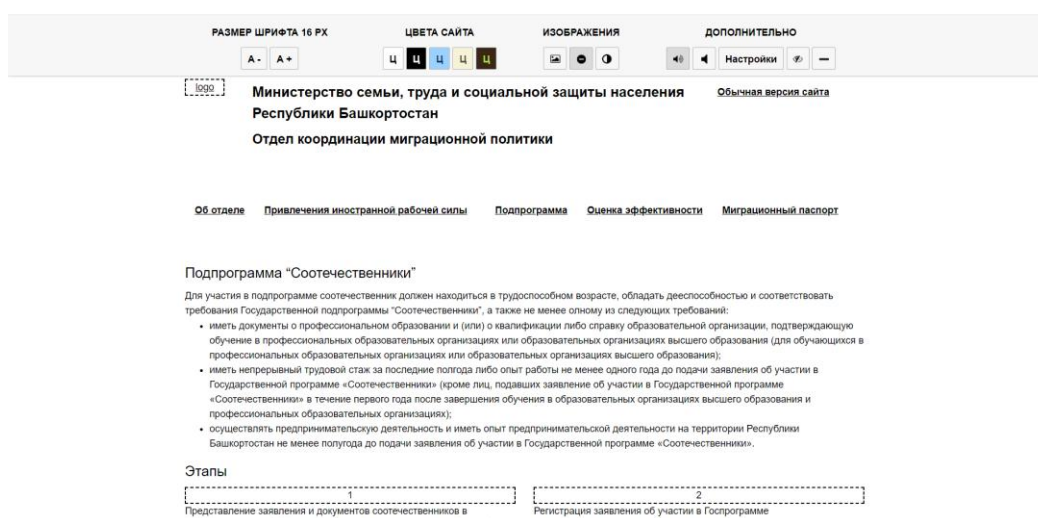 РАЗМЕР ШРИФТА 16 PX ЦВЕТА САЙТА ИЗОБРАЖЕНИЯ ДОПОЛНИТЕЛЬНО
A - A + Ц Ц Ц Ц Ц Настройки
logo Министерство семьи, труда и социальной защиты населения Обычная версия сайта
Республики Башкортостан
Отдел координации миграционной политики
Об отделе Привлечения иностранной рабочей силы Подпрограмма Оценка эффективности Миграционный паспорт
Подпрограмма “Соотечественники”
Для участия в подпрограмме соотечественник должен находиться в трудоспособном возрасте, обладать дееспособностью и соответствовать
требования Государственной подпрограммы “Соотечественники”, а также не менее олному из следующих требований:
• иметь документы о профессиональном образовании и (или) о квалификации либо справку образовательной организации, подтверждающую
обучение в профессиональных образовательных организациях или образовательных организациях высшего образования (для обучающихся в
профессиональных образовательных организациях или образовательных организациях высшего образования);
• иметь непрерывный трудовой стаж за последние полгода либо опыт работы не менее одного года до подачи заявления об участии в
Государственной программе «Соотечественники» (кроме лиц, подавших заявление об участии в Государственной программе
«Соотечественники» в течение первого года после завершения обучения в образовательных организациях высшего образования и
профессиональных образовательных организациях);
• осуществлять предпринимательскую деятельность и иметь опыт предпринимательской деятельности на территории Республики
Башкортостан не менее полугода до подачи заявления об участии в Государственной программе «Соотечественники».
Этапы
1 2
Представление заявления и документов соотечественников в Регистрация заявления об участии в Госпрограмме